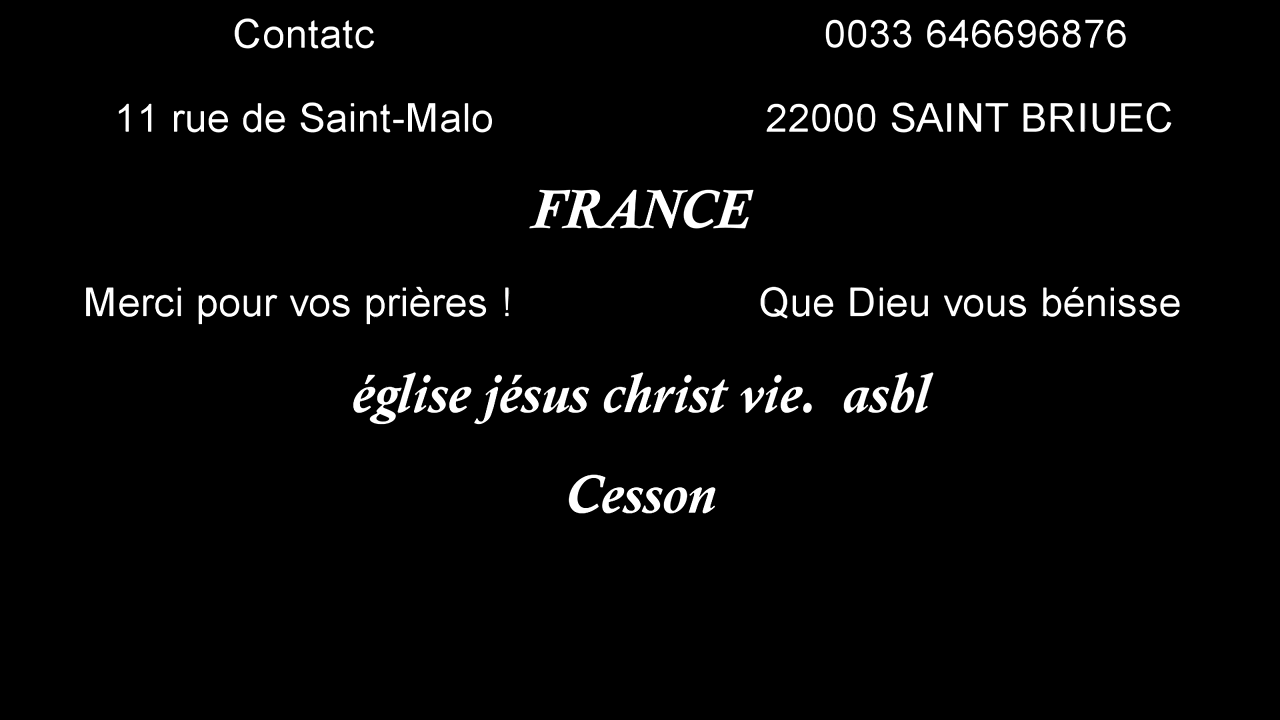 Contatc 0033 646696876
11 rue de Saint-Malo 22000 SAINT BRIUEC
FRANCE
Merci pour vos prières ! Que Dieu vous bénisse
église jésus christ vie. asbl
Cesson